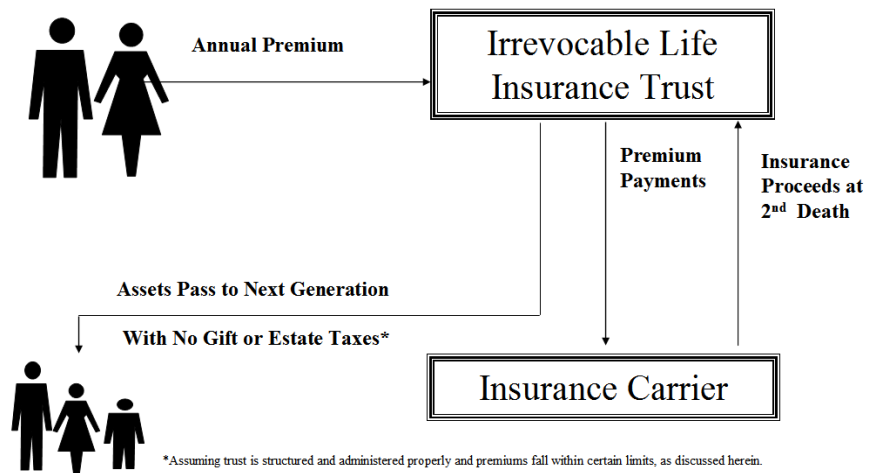 Annual Premium
Irrevocable Life
Insurance Trust
Premium
Payments
Insurance
Proceeds at
2nd Death
Assets Pass to Next Generation
With No Gift or Estate Taxes*
Insurance Carrier
*Assuming trust is structured and administered properly and premiums fall within certain limits, as discussed herein.